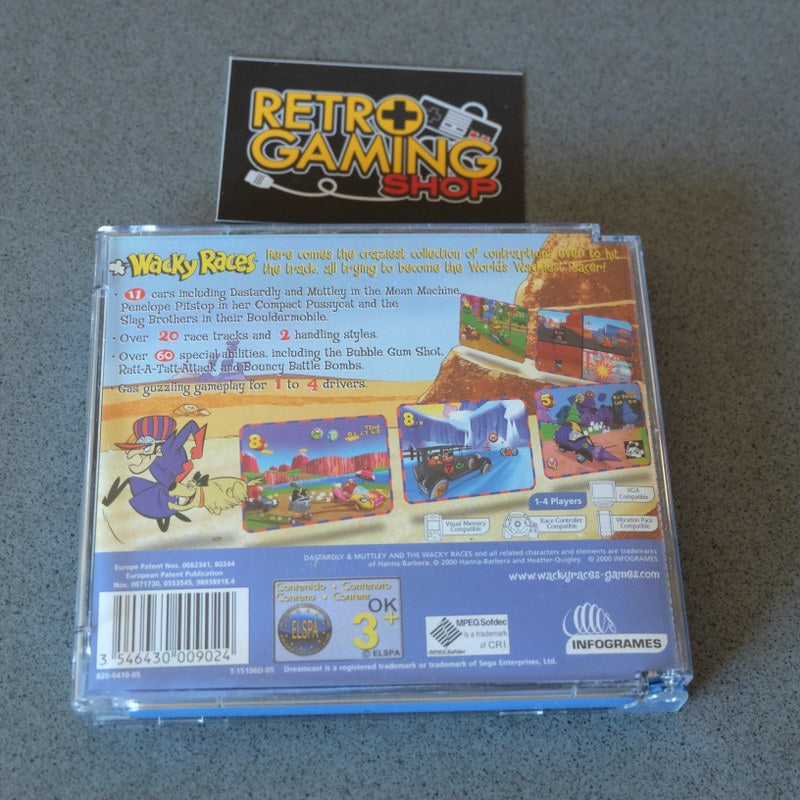 RETRO
GAMING
SHOP
Wacky Races
Here comes the craziest collection of contraptions ever to hit
the track, all trying to become the World's Wackiest Racer!
• 11 cars including Dastardly and Muttley in the Mean Machine,
Penelope Pitstop in her Compact Pussycat and the
Slag Brothers in their Bouldermobile.
• Over 20 race tracks and 2 handling styles.
• Over 60 special abilities, including the Bubble Gum Shot,
Ratt-A-Tatt-Attack and Bouncy Battle Bombs.
• Gas guzzling gameplay for 1 to 4 drivers.
1-4 Players
VGA
Compatible
Visual Memory
Compatible
Race Controller
Compatible
Vibration Pack
Compatible
DASTARDLY & MUTTLEY AND THE WACKY RACES and all related characters and elements are trademarks
of Hanna-Barbera. © 2000 Hanna-Barbera and Heatter-Quigley. © 2000 INFOGRAMES
Europe Patent Nos. 0682341, 80244
European Patent Publication
Nos. 0671730, 0553545, 98938918.4
www.wackyraces-games.com
Contenido • Contenuto
Contenu • Content
OK
3+
ELSPA
© ELSPA
MPEG Sofdec
is a trademark
of CRI.
MPEG Sofdec
INFOGRAMES
3 546430 009024
820-0410-05
T-15106D-05
Dreamcast is a registered trademark or trademark of Sega Enterprises, Ltd.